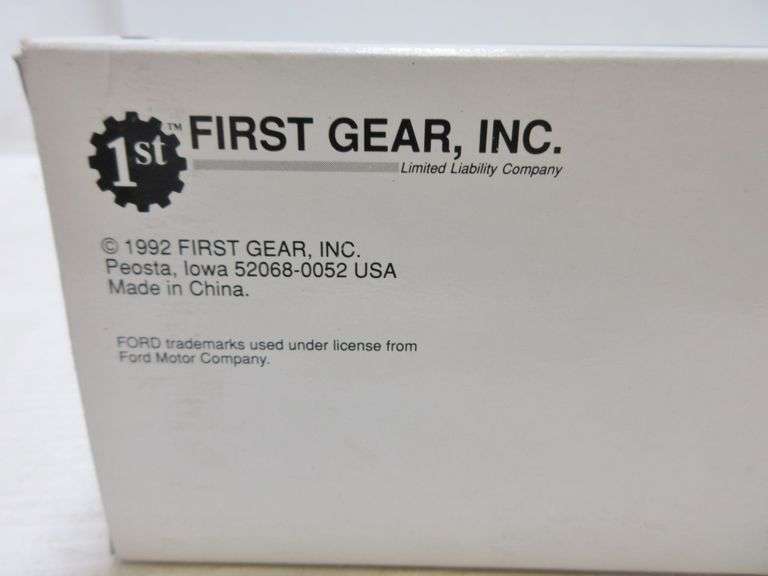 1st™ FIRST GEAR, INC.
Limited Liability Company
© 1992 FIRST GEAR, INC.
Peosta, Iowa 52068-0052 USA
Made in China.
FORD trademarks used under license from
Ford Motor Company.